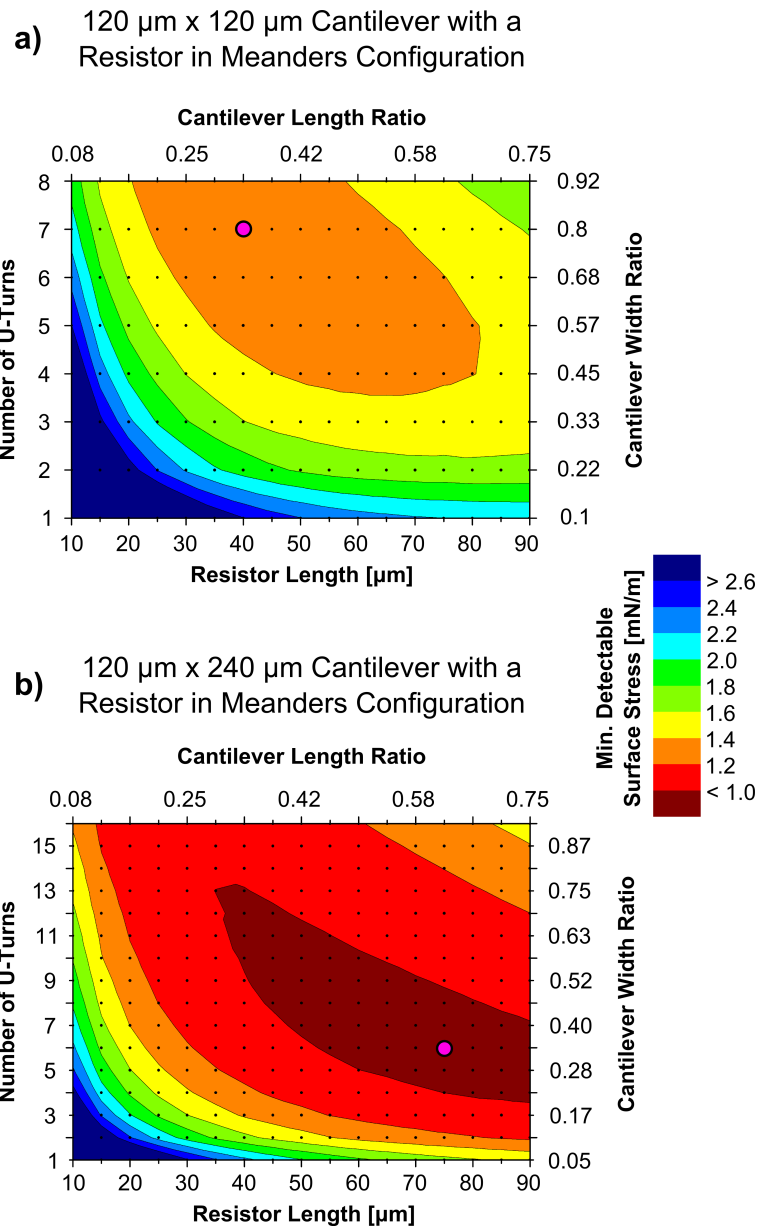 a)
120 µm x 120 µm Cantilever with a
Resistor in Meanders Configuration
Cantilever Length Ratio
0.08 0.25 0.42 0.58 0.75
8 0.92
7 0.8
6 0.68
5 0.57
4 0.45
3 0.33
2 0.22
1 0.1
Number of U-Turns
Cantilever Width Ratio
10 20 30 40 50 60 70 80 90
Resistor Length [µm]
Min. Detectable
Surface Stress [mN/m]
> 2.6
2.4
2.2
2.0
1.8
1.6
1.4
1.2
< 1.0
b)
120 µm x 240 µm Cantilever with a
Resistor in Meanders Configuration
Cantilever Length Ratio
0.08 0.25 0.42 0.58 0.75
15 0.87
13 0.75
11 0.63
9 0.52
7 0.40
5 0.28
3 0.17
1 0.05
Number of U-Turns
Cantilever Width Ratio
10 20 30 40 50 60 70 80 90
Resistor Length [µm]